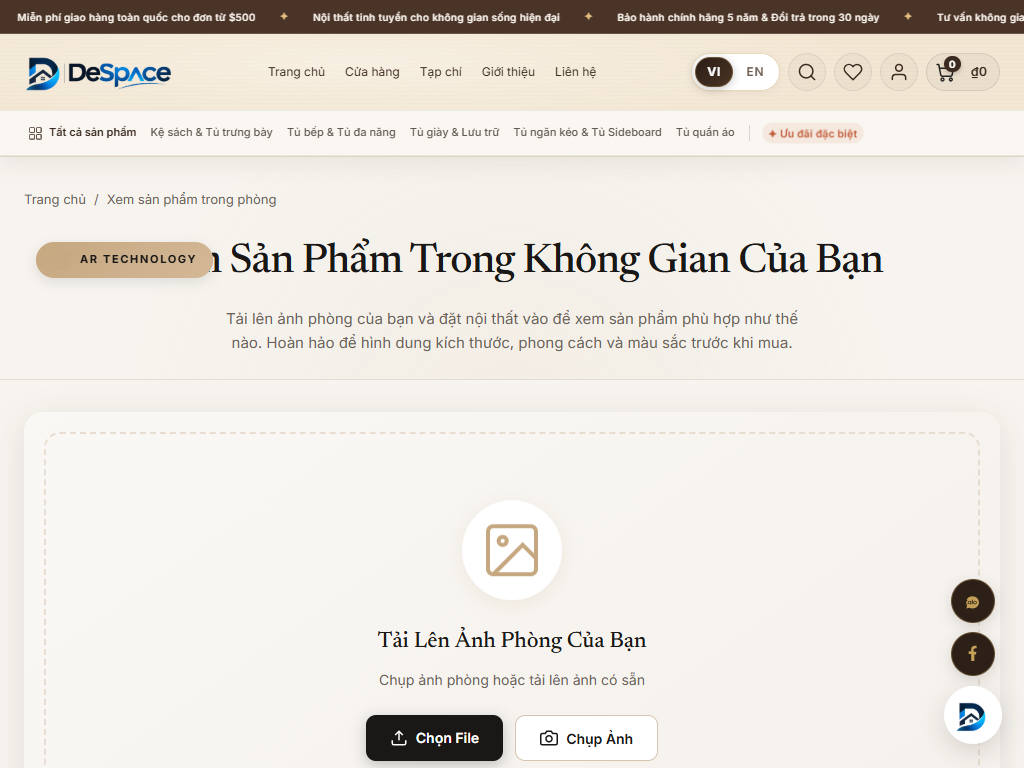 Miễn phí giao hàng toàn quốc cho đơn từ $500 ✦ Nội thất tinh tuyển cho không gian sống hiện đại ✦ Bảo hành chính hãng 5 năm & Đổi trả trong 30 ngày ✦ Tư vấn không gia
DeSpace
Trang chủ Cửa hàng Tạp chí Giới thiệu Liên hệ
VI EN
0
₫0
Tất cả sản phẩm Kệ sách & Tủ trưng bày Tủ bếp & Tủ đa năng Tủ giày & Lưu trữ Tủ ngăn kéo & Tủ Sideboard Tủ quần áo ✦ Ưu đãi đặc biệt
Trang chủ / Xem sản phẩm trong phòng
AR TECHNOLOGY
Sản Phẩm Trong Không Gian Của Bạn
Tải lên ảnh phòng của bạn và đặt nội thất vào để xem sản phẩm phù hợp như thế
nào. Hoàn hảo để hình dung kích thước, phong cách và màu sắc trước khi mua.
Tải Lên Ảnh Phòng Của Bạn
Chụp ảnh phòng hoặc tải lên ảnh có sẵn
Chọn File
Chụp Ảnh